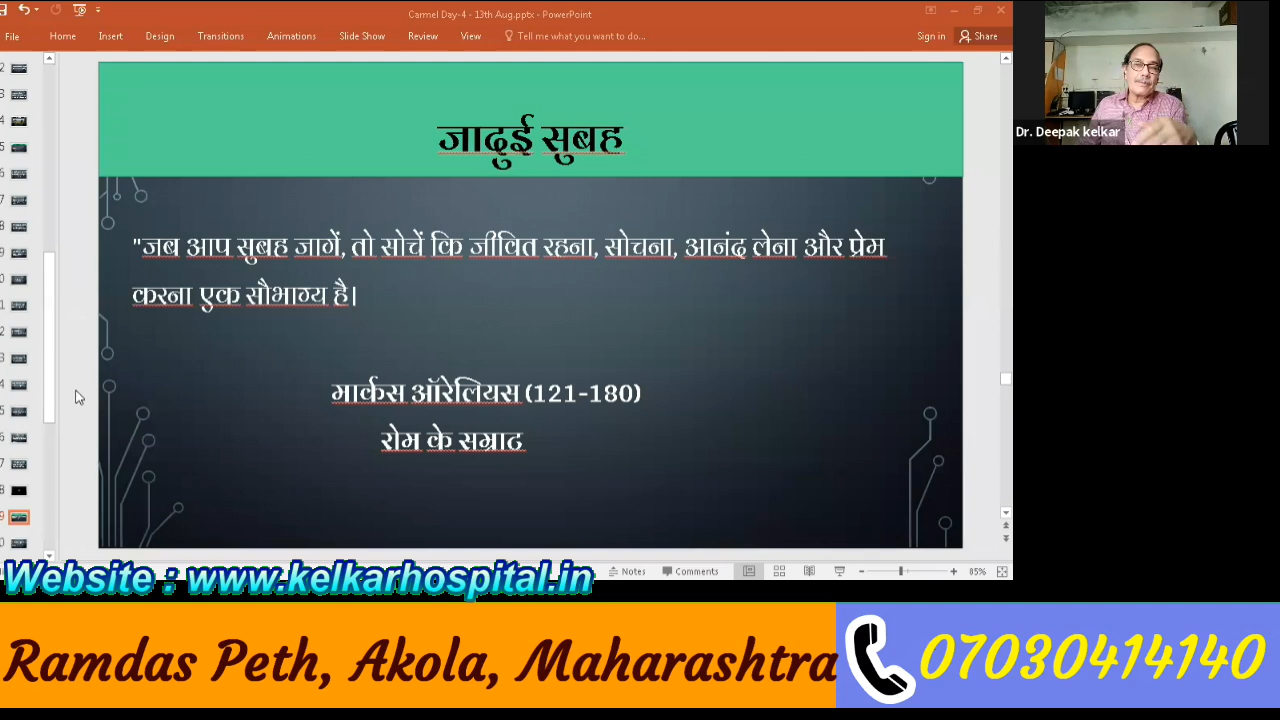 Carmel Day-4 - 13th Aug.pptx - PowerPoint
File Home Insert Design Transitions Animations Slide Show Review View Tell me what you want to do... Sign in Share
Dr. Deepak kelkar
जादुई सुबह
"जब आप सुबह जागें, तो सोचें कि जीवित रहना, सोचना, आनंद लेना और प्रेम
करना एक सौभाग्य है।
मार्कस ऑरेलियस (121-180)
रोम के सम्राट
Notes Comments 85%
Website : www.kelkarhospital.in
Ramdas Peth, Akola, Maharashtra
07030414140